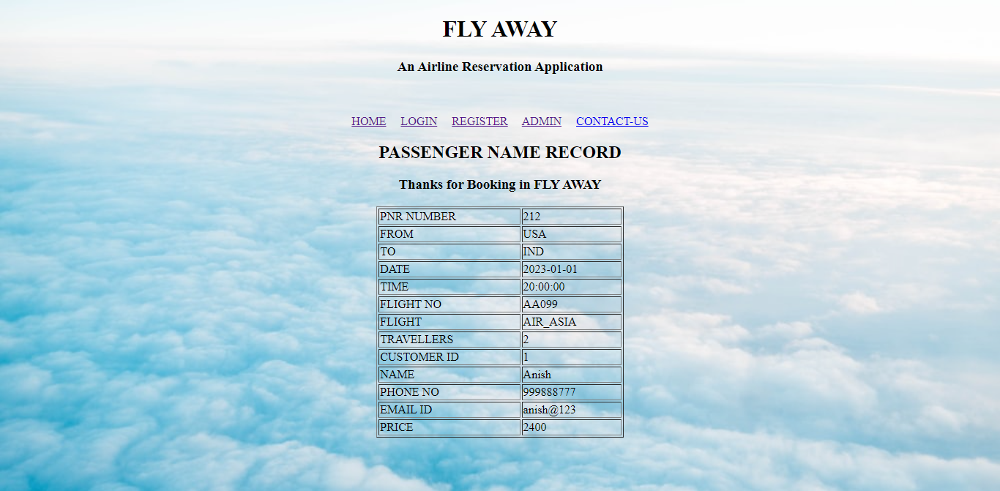 FLY AWAY
An Airline Reservation Application
HOME LOGIN REGISTER ADMIN CONTACT-US
PASSENGER NAME RECORD
Thanks for Booking in FLY AWAY
PNR NUMBER 212
FROM USA
TO IND
DATE 2023-01-01
TIME 20:00:00
FLIGHT NO AA099
FLIGHT AIR_ASIA
TRAVELLERS 2
CUSTOMER ID 1
NAME Anish
PHONE NO 999888777
EMAIL ID anish@123
PRICE 2400